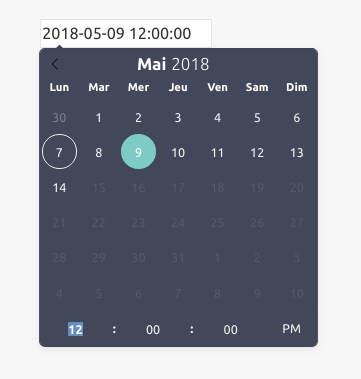 2018-05-09 12:00:00
Mai 2018
Lun Mar Mer Jeu Ven Sam Dim
30 1 2 3 4 5 6
7 8 9 10 11 12 13
14 15 16 17 18 19 20
21 22 23 24 25 26 27
28 29 30 31 1 2 3
4 5 6 7 8 9 10
12 : 00 : 00 PM